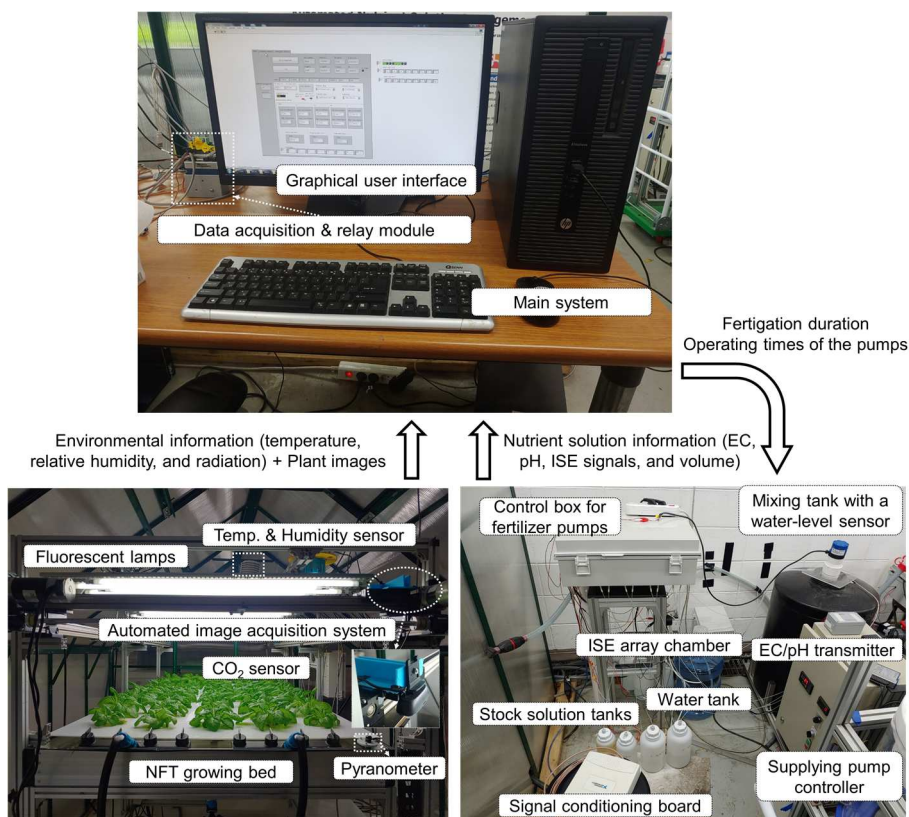 Graphical user interface
Data acquisition & relay module
Main system
Fertigation duration
Operating times of the pumps
Environmental information (temperature,
relative humidity, and radiation) + Plant images
Nutrient solution information (EC,
pH, ISE signals, and volume)
Temp. & Humidity sensor
Fluorescent lamps
Automated image acquisition system
CO₂ sensor
NFT growing bed
Pyranometer
Control box for
fertilizer pumps
Mixing tank with a
water-level sensor
ISE array chamber
EC/pH transmitter
Water tank
Stock solution tanks
Supplying pump
controller
Signal conditioning board